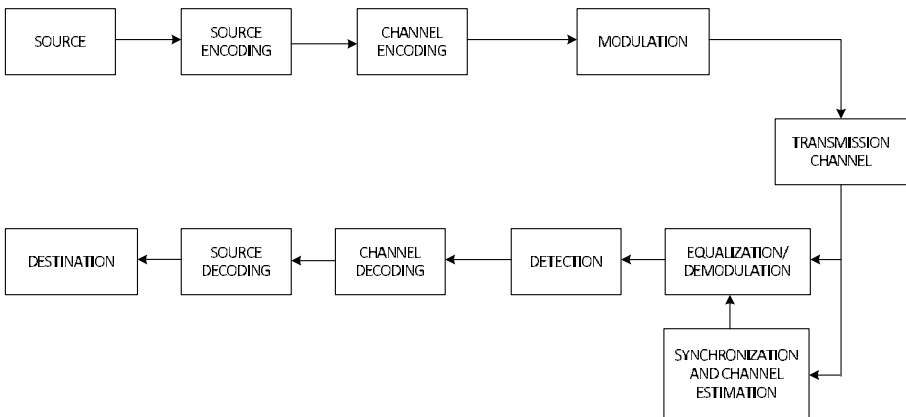 SOURCE
SOURCE
ENCODING
CHANNEL
ENCODING
MODULATION
TRANSMISSION
CHANNEL
DESTINATION
SOURCE
DECODING
CHANNEL
DECODING
DETECTION
EQUALIZATION/
DEMODULATION
SYNCHRONIZATION
AND CHANNEL
ESTIMATION